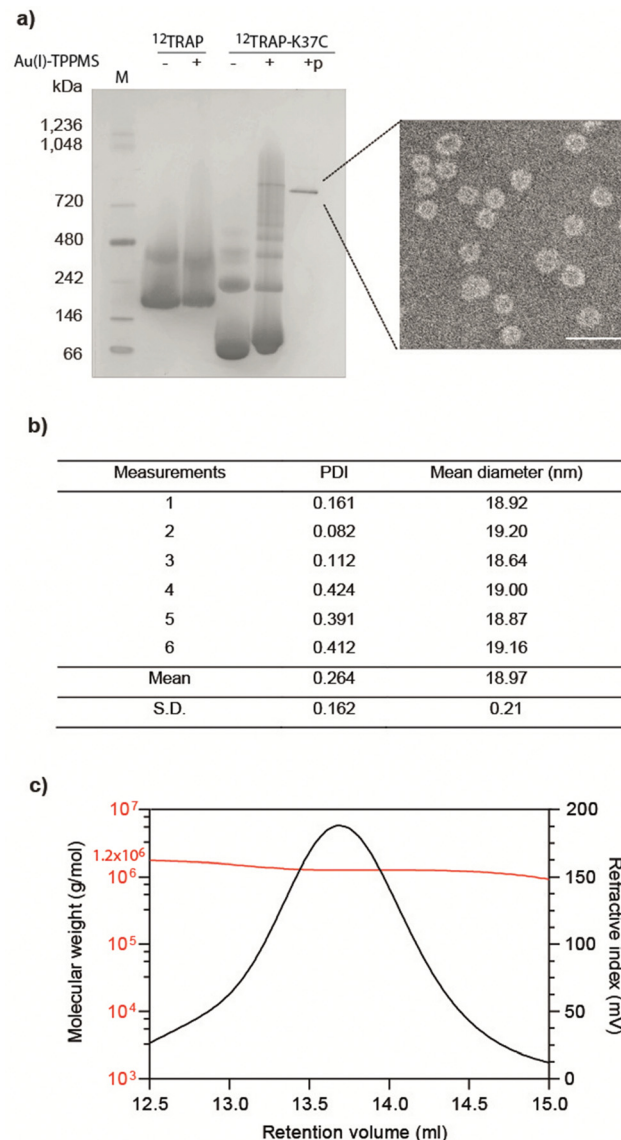 a)
¹²TRAP ¹²TRAP-K37C
Au(I)-TPPMS - + - + +p
kDa M
1,236
1,048
720
480
242
146
66
b)
Measurements PDI Mean diameter (nm)
1 0.161 18.92
2 0.082 19.20
3 0.112 18.64
4 0.424 19.00
5 0.391 18.87
6 0.412 19.16
Mean 0.264 18.97
S.D. 0.162 0.21
c)
Molecular weight (g/mol)
10⁷
1.2x10⁶
10⁶
10⁵
10⁴
10³
200
150
100
50
0
Refractive index (mV)
12.5 13.0 13.5 14.0 14.5 15.0
Retention volume (ml)